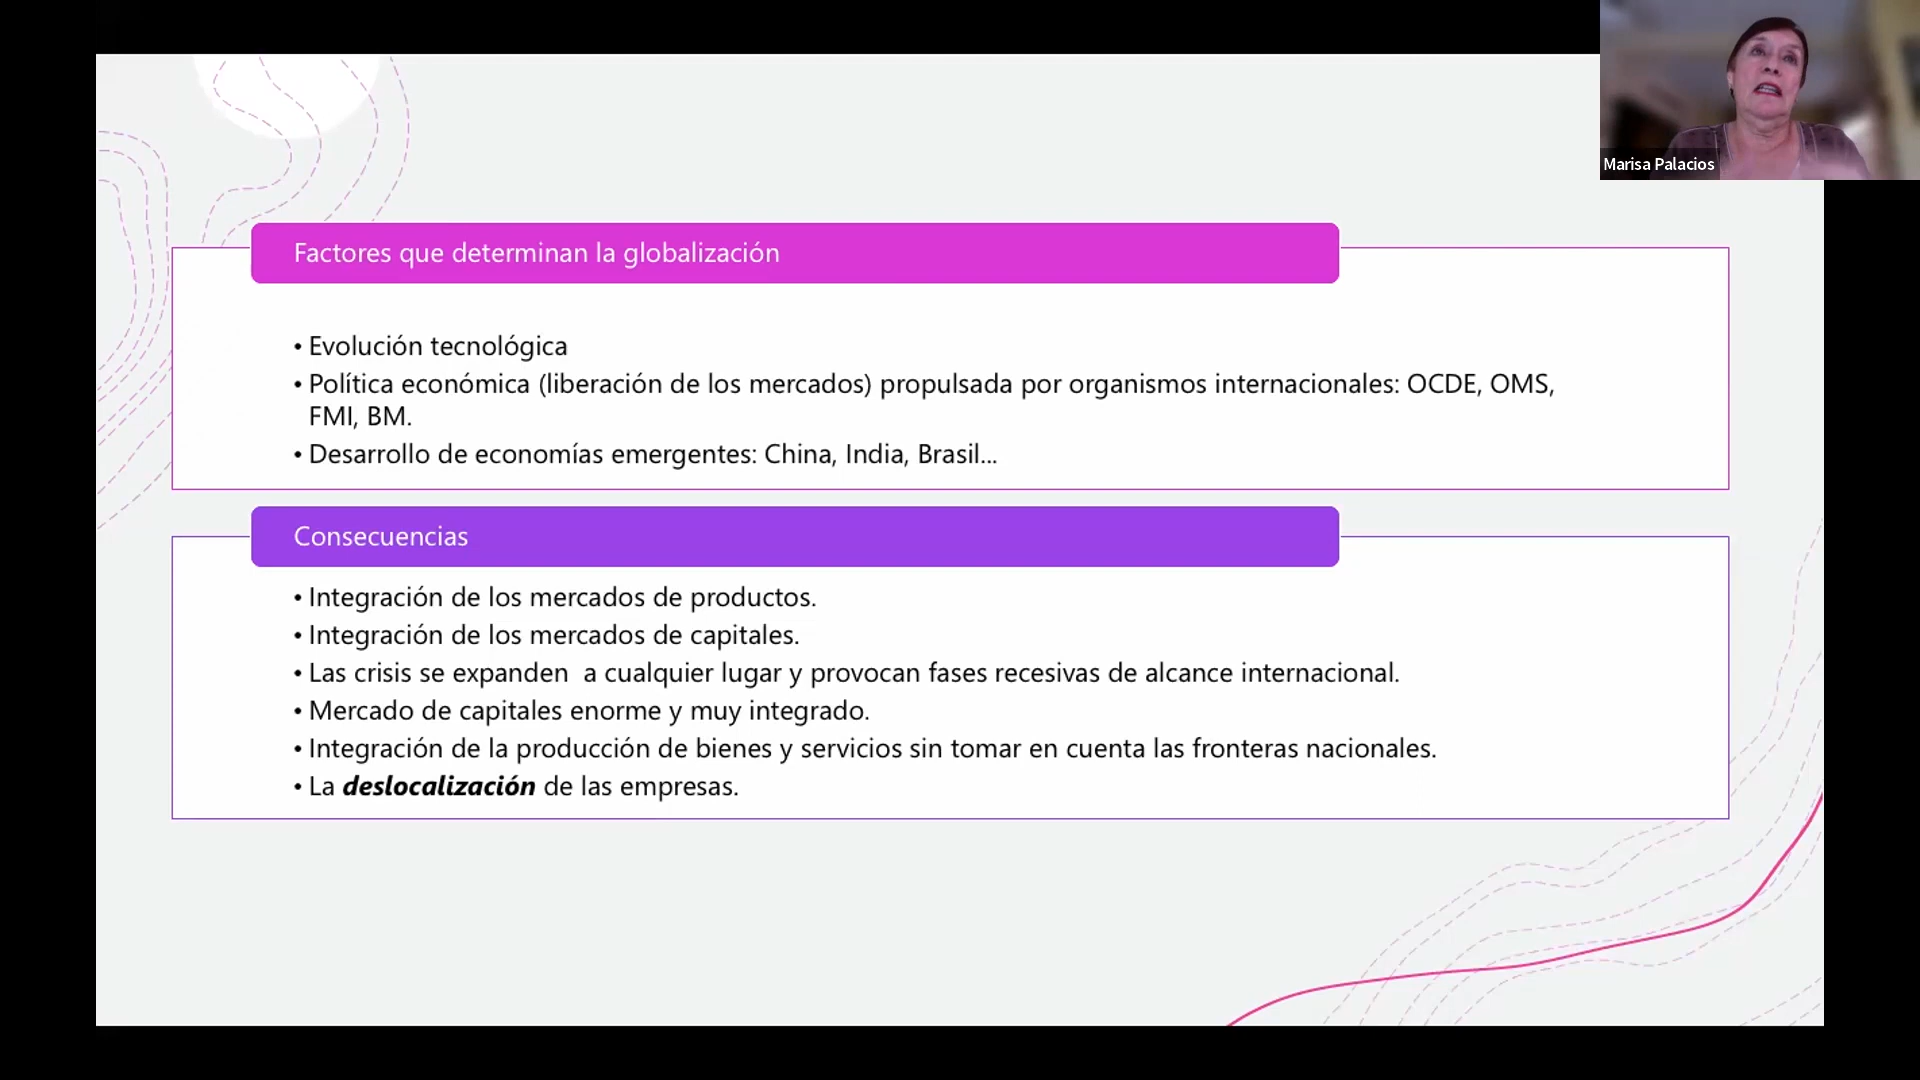 Marisa Palacios
Factores que determinan la globalización
• Evolución tecnológica
• Política económica (liberación de los mercados) propulsada por organismos internacionales: OCDE, OMS,
FMI, BM.
• Desarrollo de economías emergentes: China, India, Brasil...
Consecuencias
• Integración de los mercados de productos.
• Integración de los mercados de capitales.
• Las crisis se expanden  a cualquier lugar y provocan fases recesivas de alcance internacional.
• Mercado de capitales enorme y muy integrado.
• Integración de la producción de bienes y servicios sin tomar en cuenta las fronteras nacionales.
• La deslocalización de las empresas.